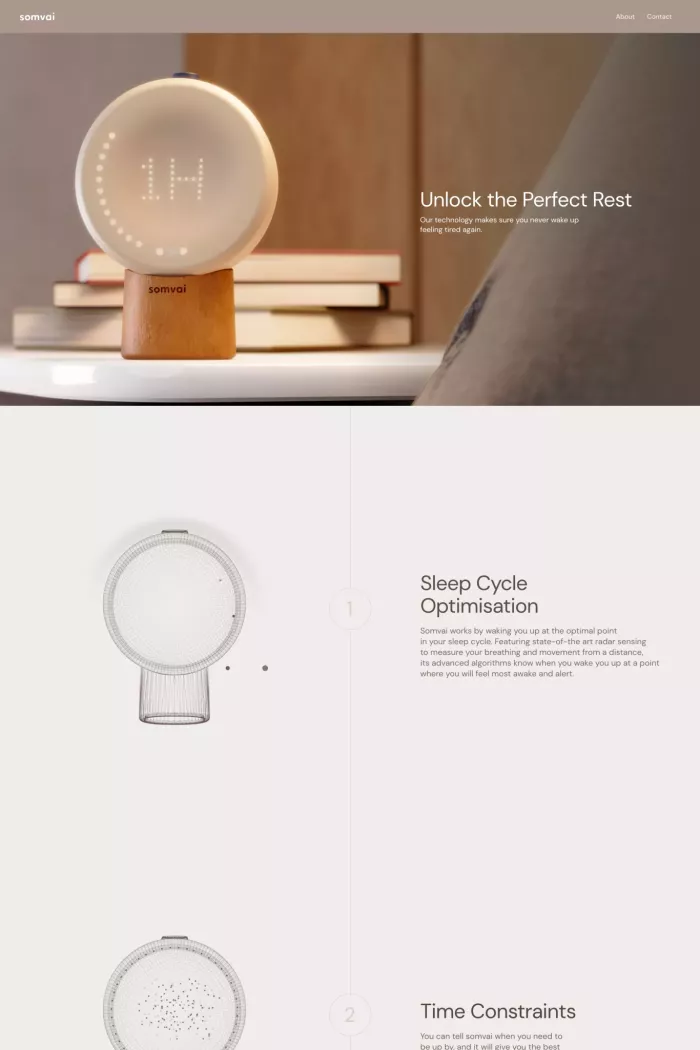 somvai
About Contact
1H
Unlock the Perfect Rest
Our technology makes sure you never wake up
feeling tired again.
somvai
1
Sleep Cycle
Optimisation
Somvai works by waking you up at the optimal point
in your sleep cycle. Featuring state-of-the art radar sensing
to measure your breathing and movement from a distance,
its advanced algorithms know when you wake you up at a point
where you will feel most awake and alert.
2
Time Constraints
You can tell somvai when you need to
be up by, and it will give you the best